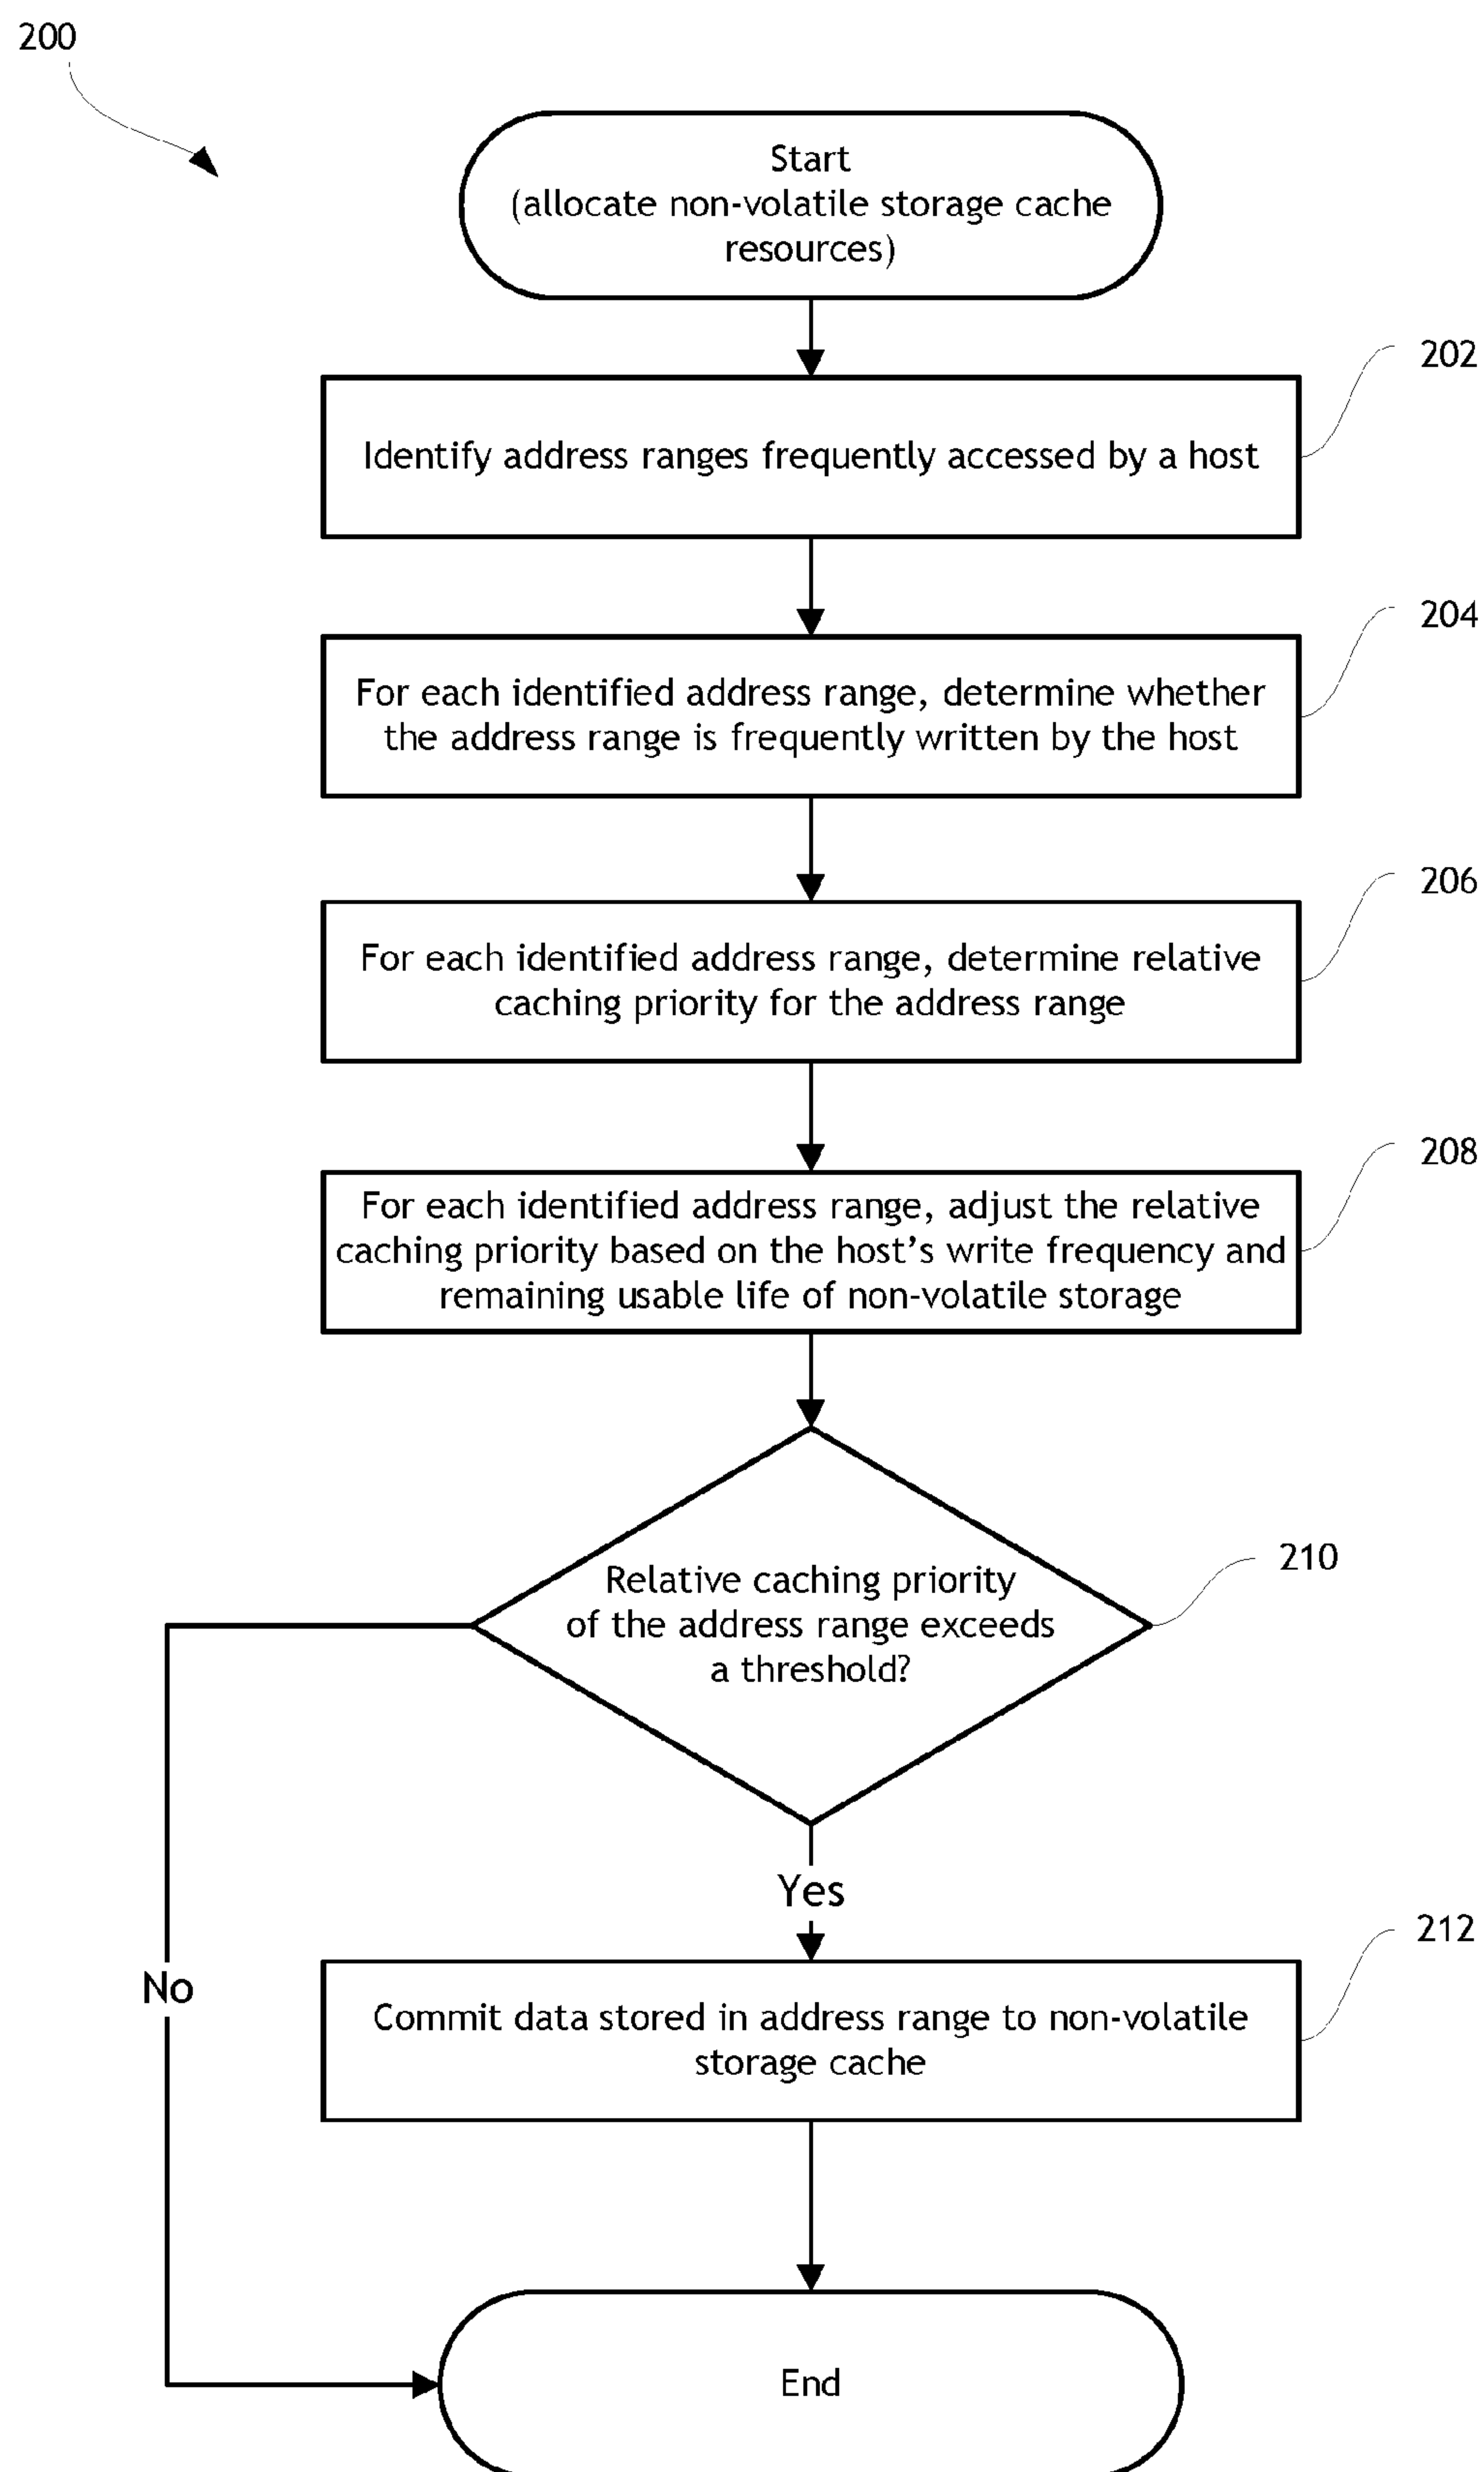 200
Start
(allocate non-volatile storage cache
resources)
202
Identify address ranges frequently accessed by a host
204
For each identified address range, determine whether
the address range is frequently written by the host
206
For each identified address range, determine relative
caching priority for the address range
208
For each identified address range, adjust the relative
caching priority based on the host’s write frequency and
remaining usable life of non-volatile storage
210
Relative caching priority
of the address range exceeds
a threshold?
Yes
212
No
Commit data stored in address range to non-volatile
storage cache
End